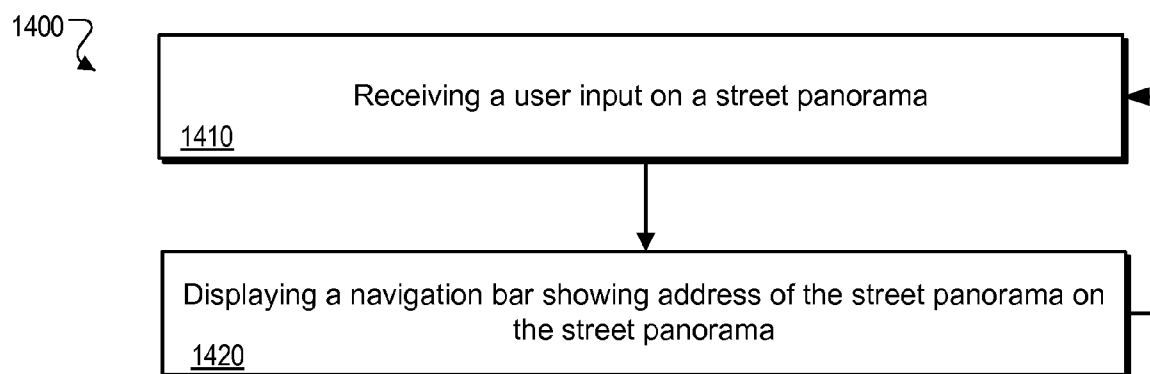 1400
Receiving a user input on a street panorama
1410
Displaying a navigation bar showing address of the street panorama on
the street panorama
1420